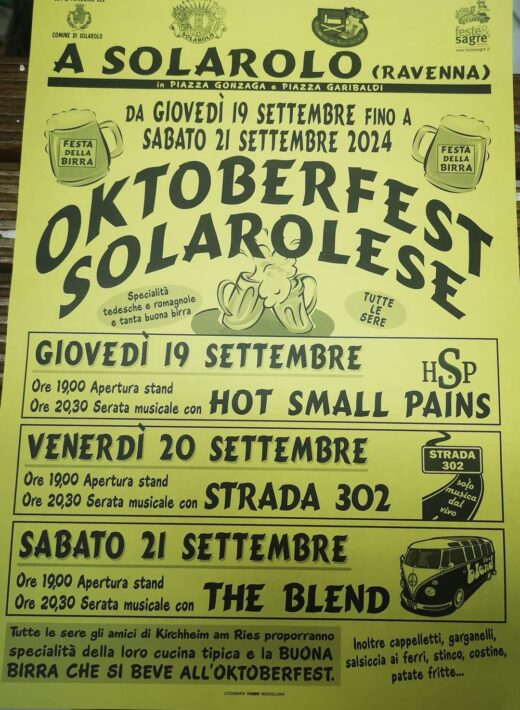 COMUNE DI SOLAROLO
SOLAROLO
feste&
sagre
A SOLAROLO (RAVENNA)
in PIAZZA GONZAGA e PIAZZA GARIBALDI
DA GIOVEDÌ 19 SETTEMBRE FINO A
SABATO 21 SETTEMBRE 2024
FESTA
DELLA
BIRRA
FESTA
DELLA
BIRRA
OKTOBERFEST
SOLAROLESE
Specialità
tedesche e romagnole
e tanta buona birra
TUTTE
LE
SERE
GIOVEDÌ 19 SETTEMBRE
HSP
Ore 19,00 Apertura stand
Ore 20,30 Serata musicale con HOT SMALL PAINS
VENERDÌ 20 SETTEMBRE
STRADA
302
Ore 19,00 Apertura stand
Ore 20,30 Serata musicale con STRADA 302
solo
musica
dal
vivo
SABATO 21 SETTEMBRE
the
blend
Ore 19,00 Apertura stand
Ore 20,30 Serata musicale con THE BLEND
Tutte le sere gli amici di Kirchheim am Ries proporranno
specialità della loro cucina tipica e la BUONA
BIRRA CHE SI BEVE ALL'OKTOBERFEST.
Inoltre cappelletti, garganelli,
salsiccia ai ferri, stinco, costine,
patate fritte...
LITOGRAFIA FABBRI MODIGLIANA